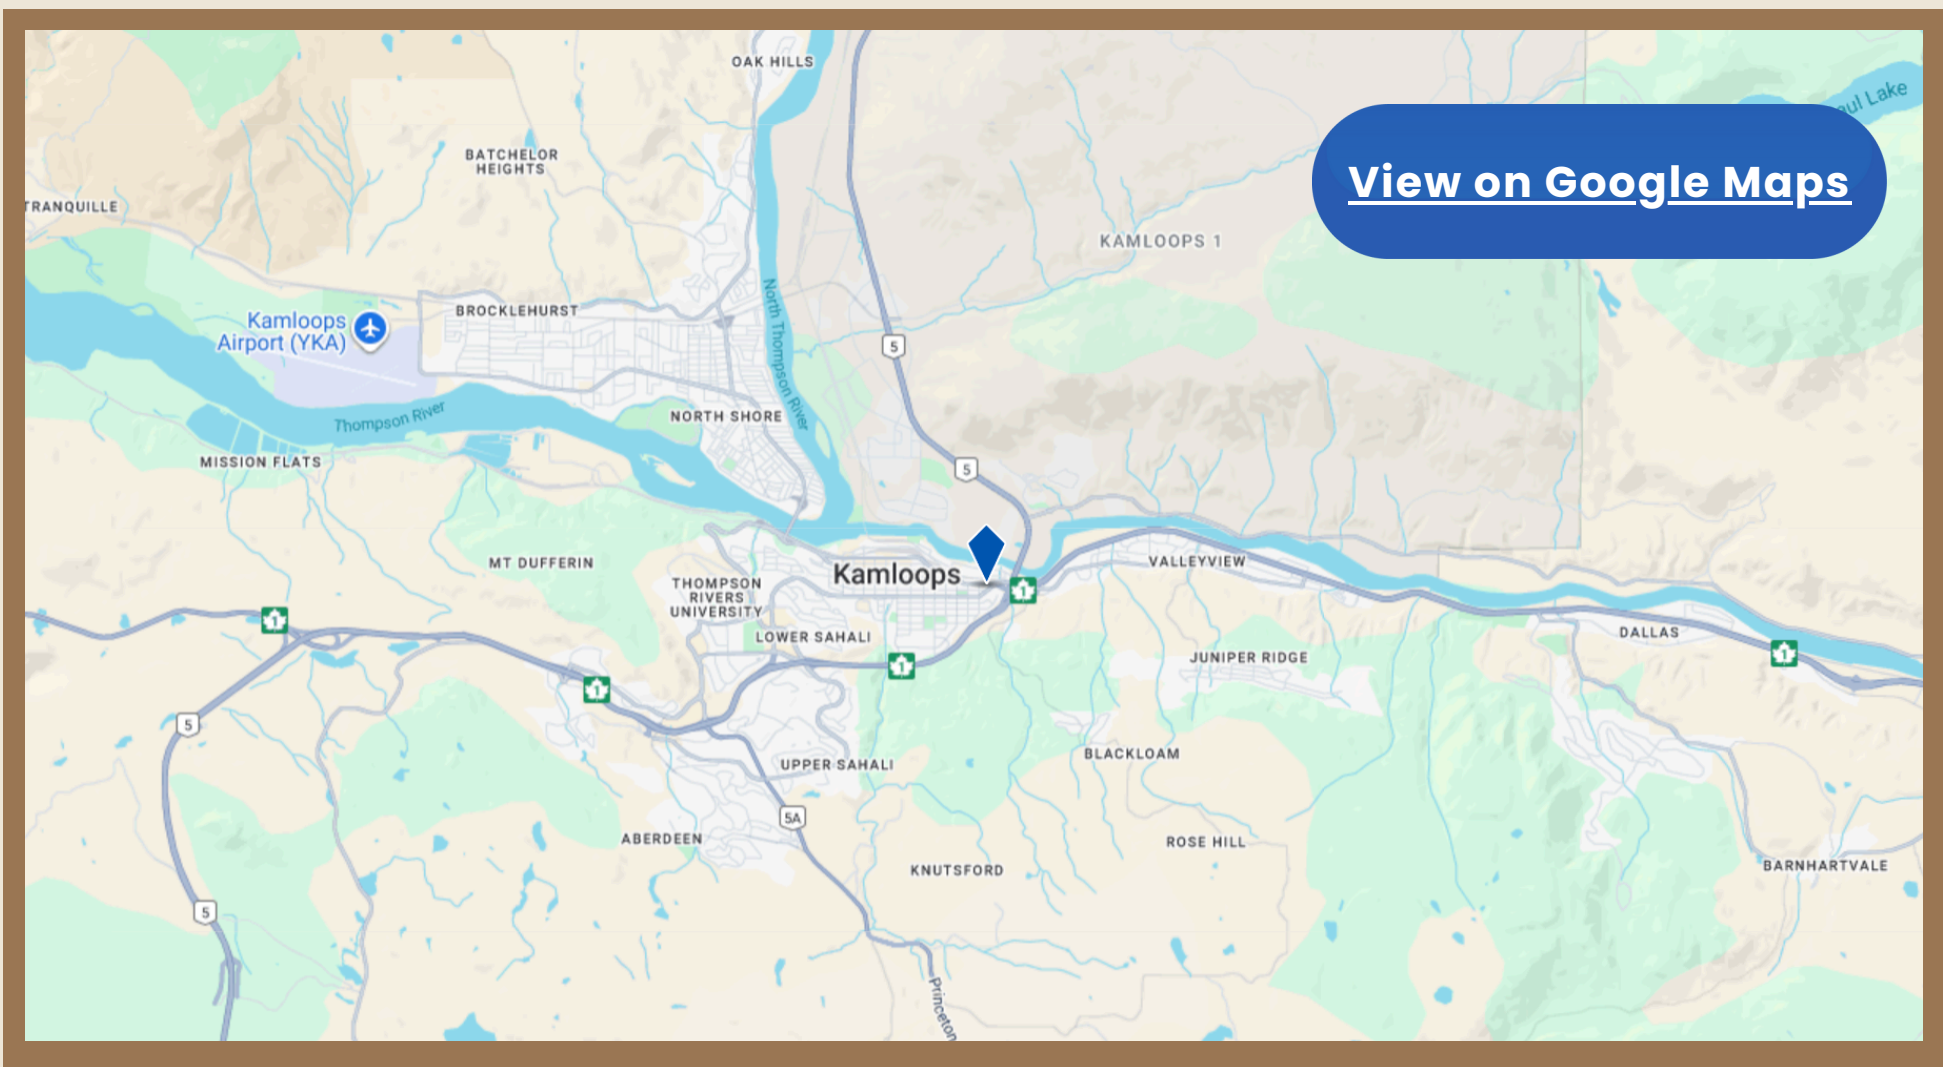 OAK HILLS
BATCHELOR
HEIGHTS
TRANQUILLE
View on Google Maps
KAMLOOPS 1
Kamloops
Airport (YKA)
BROCKLEHURST
North Thompson River
5
Thompson River
NORTH SHORE
MISSION FLATS
5
MT DUFFERIN
Kamloops
VALLEYVIEW
THOMPSON
RIVERS
UNIVERSITY
1
1
LOWER SAHALI
1
DALLAS
1
JUNIPER RIDGE
1
5
BLACKLOAM
UPPER SAHALI
5A
ABERDEEN
ROSE HILL
KNUTSFORD
BARNHARTVALE
5
Princeton
Lake